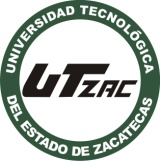 UNIVERSIDAD TECNOLÓGICA
UTZAC
DEL ESTADO DE ZACATECAS